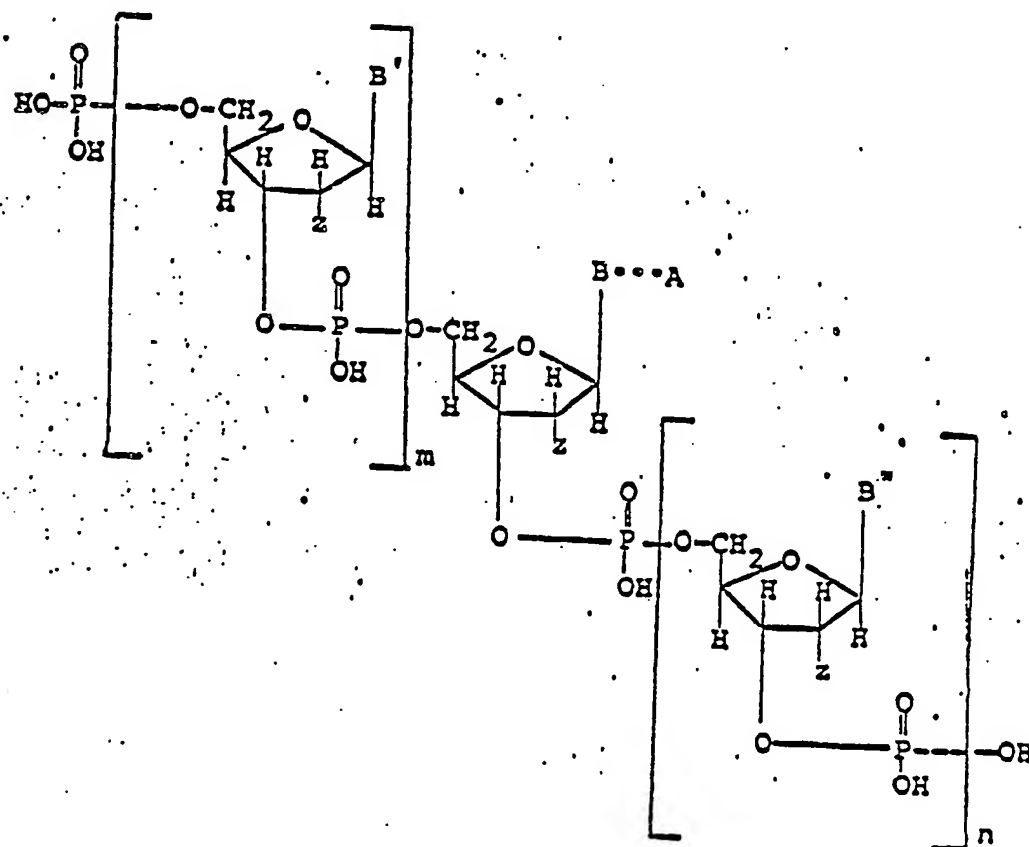 O B'
HO-P-O-CH2 O
OH H H
H z H
O B•••A
O P O-CH2 O
OH H H
H z H
m
O B"
O P O-CH2 O
OH H H
H z H
O
O P OH
OH
n